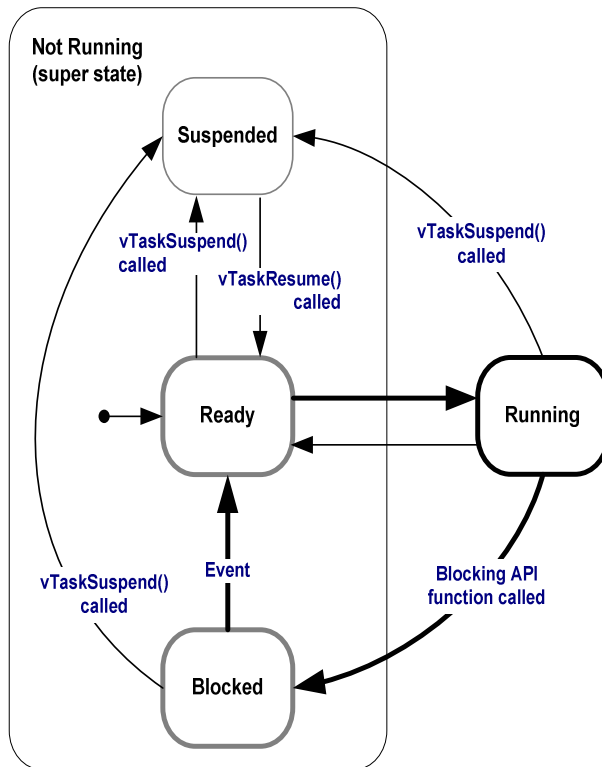 Not Running
(super state)
Suspended
vTaskSuspend()
called
vTaskSuspend()
called
vTaskResume()
called
Ready
Running
Event
Blocking API
function called
vTaskSuspend()
called
Blocked